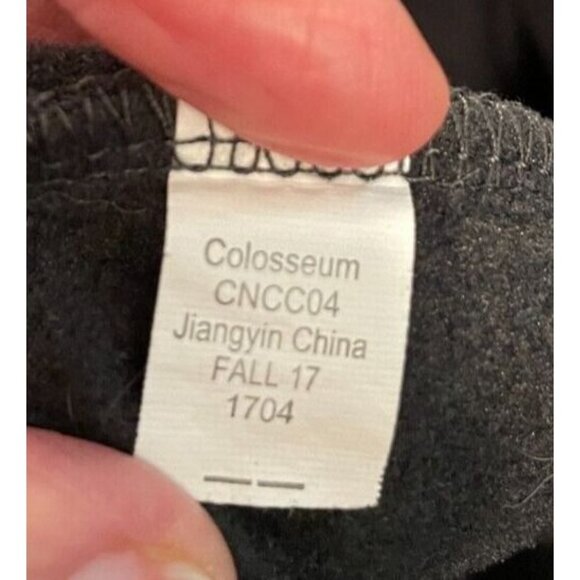 Colosseum
CNCC04
Jiangyin China
FALL 17
1704